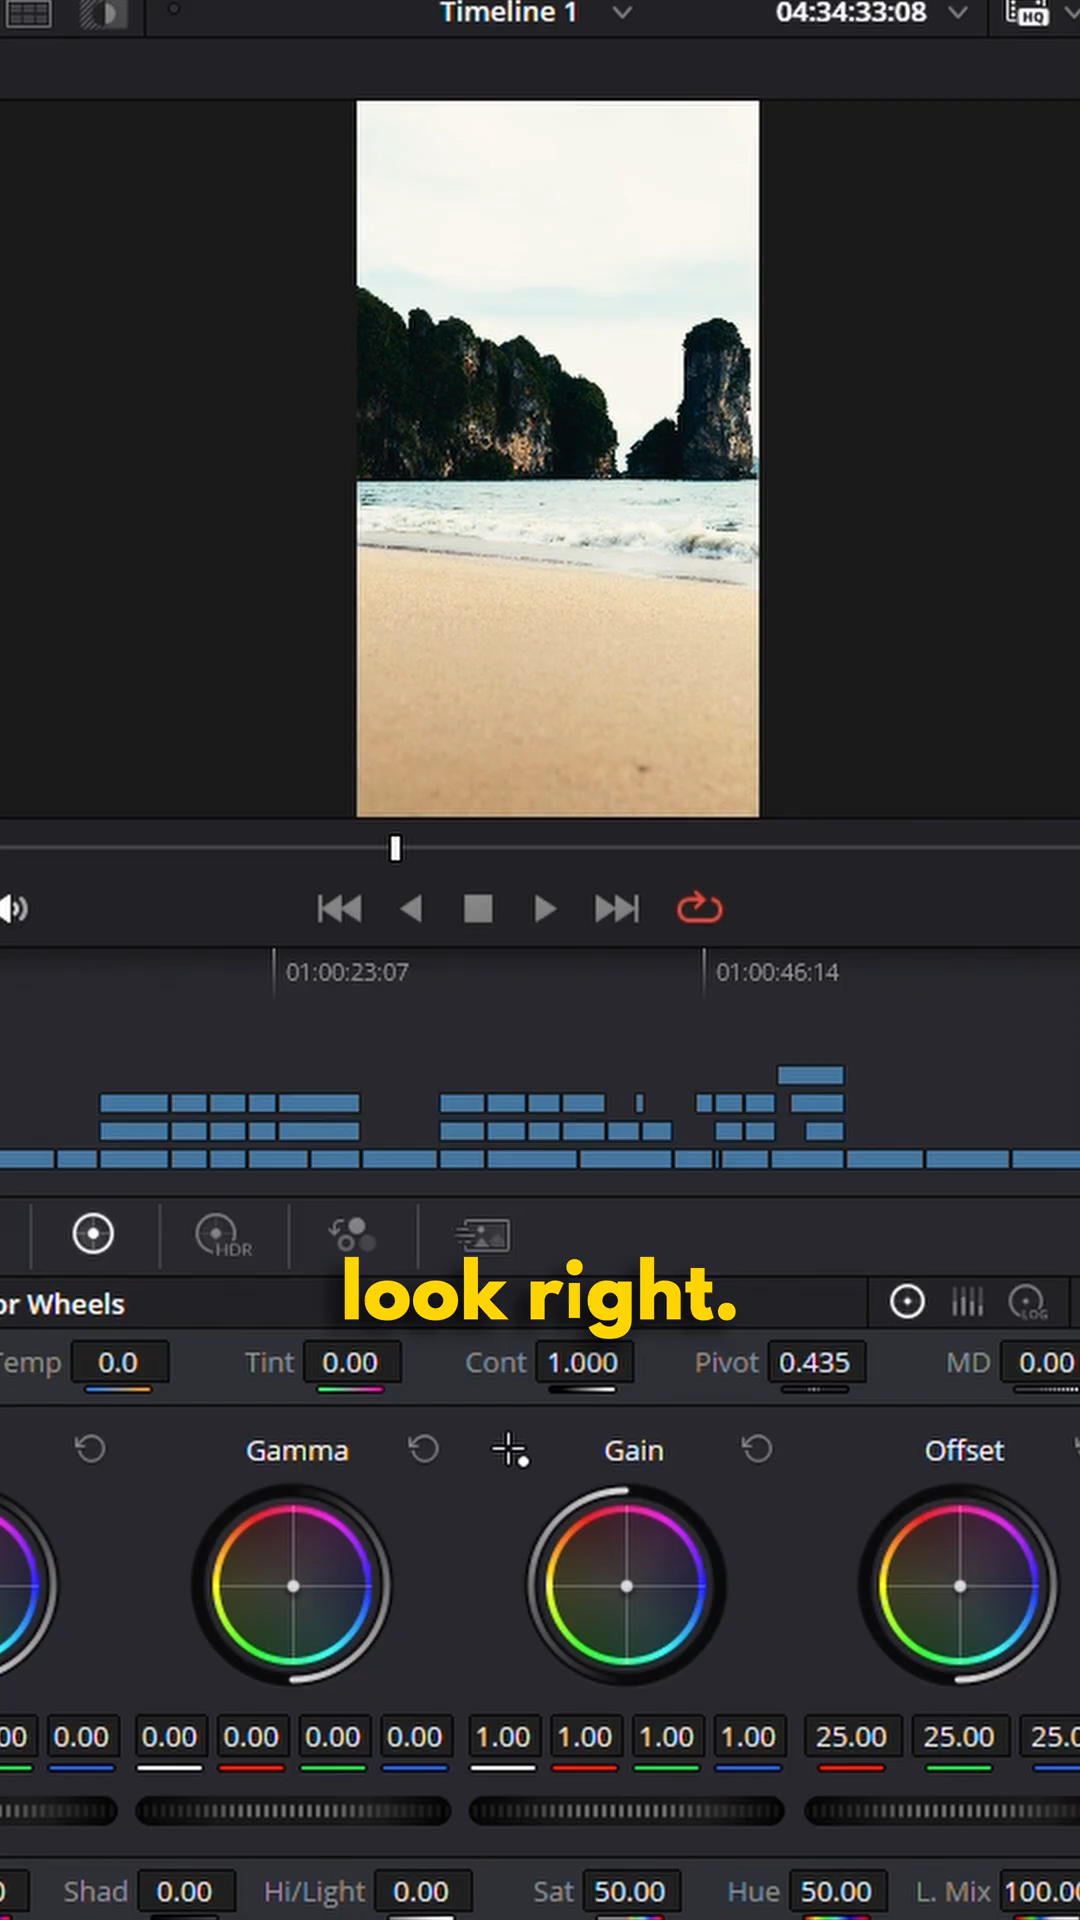 Timeline 1 04:34:33:08 HQ
01:00:23:07 01:00:46:14
HDR
look right.
or Wheels LOG
Temp 0.0 Tint 0.00 Cont 1.000 Pivot 0.435 MD 0.00
Gamma Gain Offset
00 0.00 0.00 0.00 0.00 0.00 1.00 1.00 1.00 1.00 25.00 25.00 25.0
0 Shad 0.00 Hi/Light 0.00 Sat 50.00 Hue 50.00 L. Mix 100.00